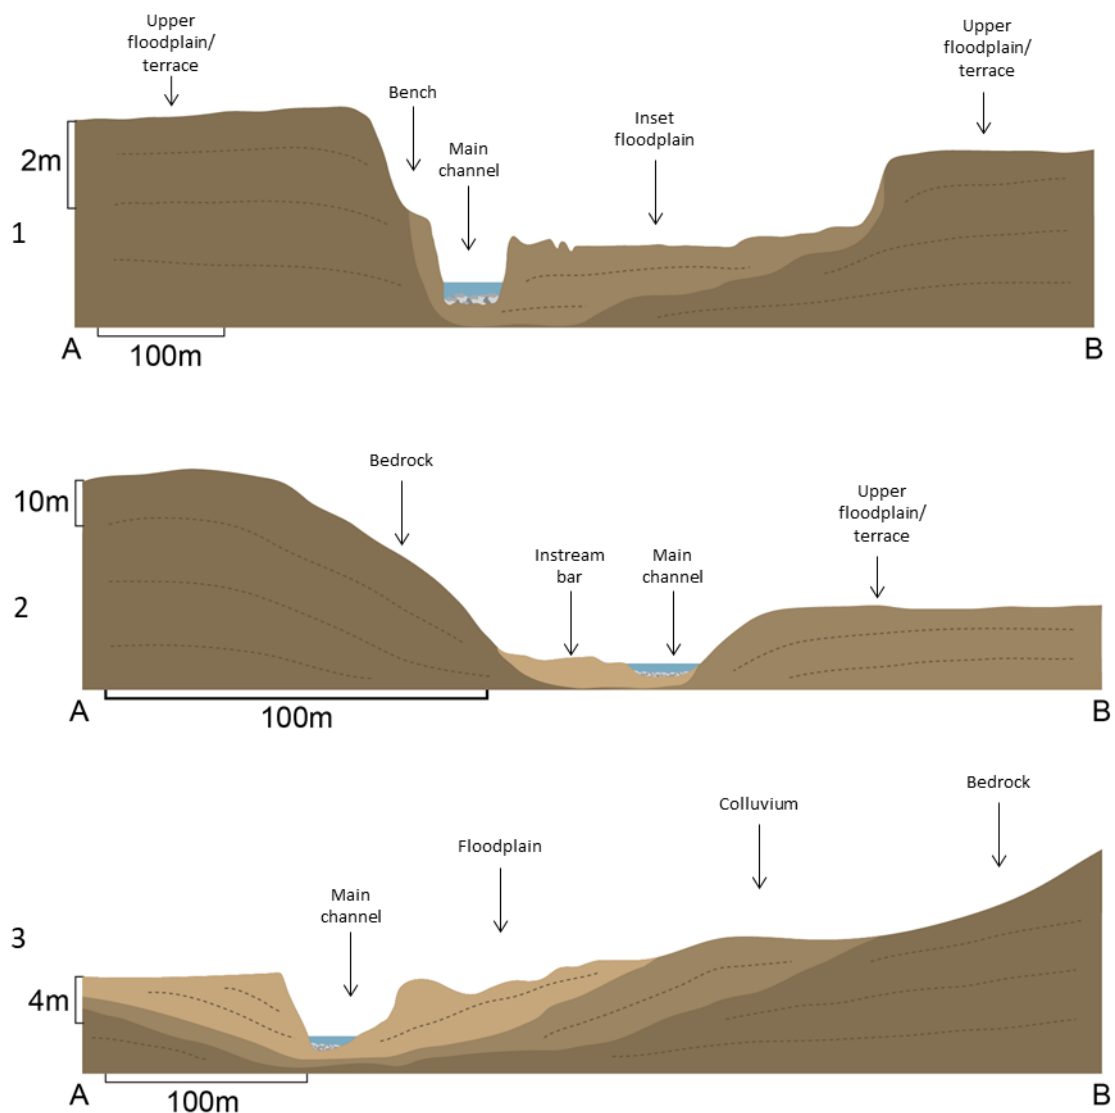 Upper
floodplain/
terrace
Bench
Main
channel
Inset
floodplain
Upper
floodplain/
terrace
2m
1
A
100m
B
Bedrock
Instream
bar
Main
channel
Upper
floodplain/
terrace
10m
2
A
100m
B
Main
channel
Floodplain
Colluvium
Bedrock
3
4m
A
100m
B